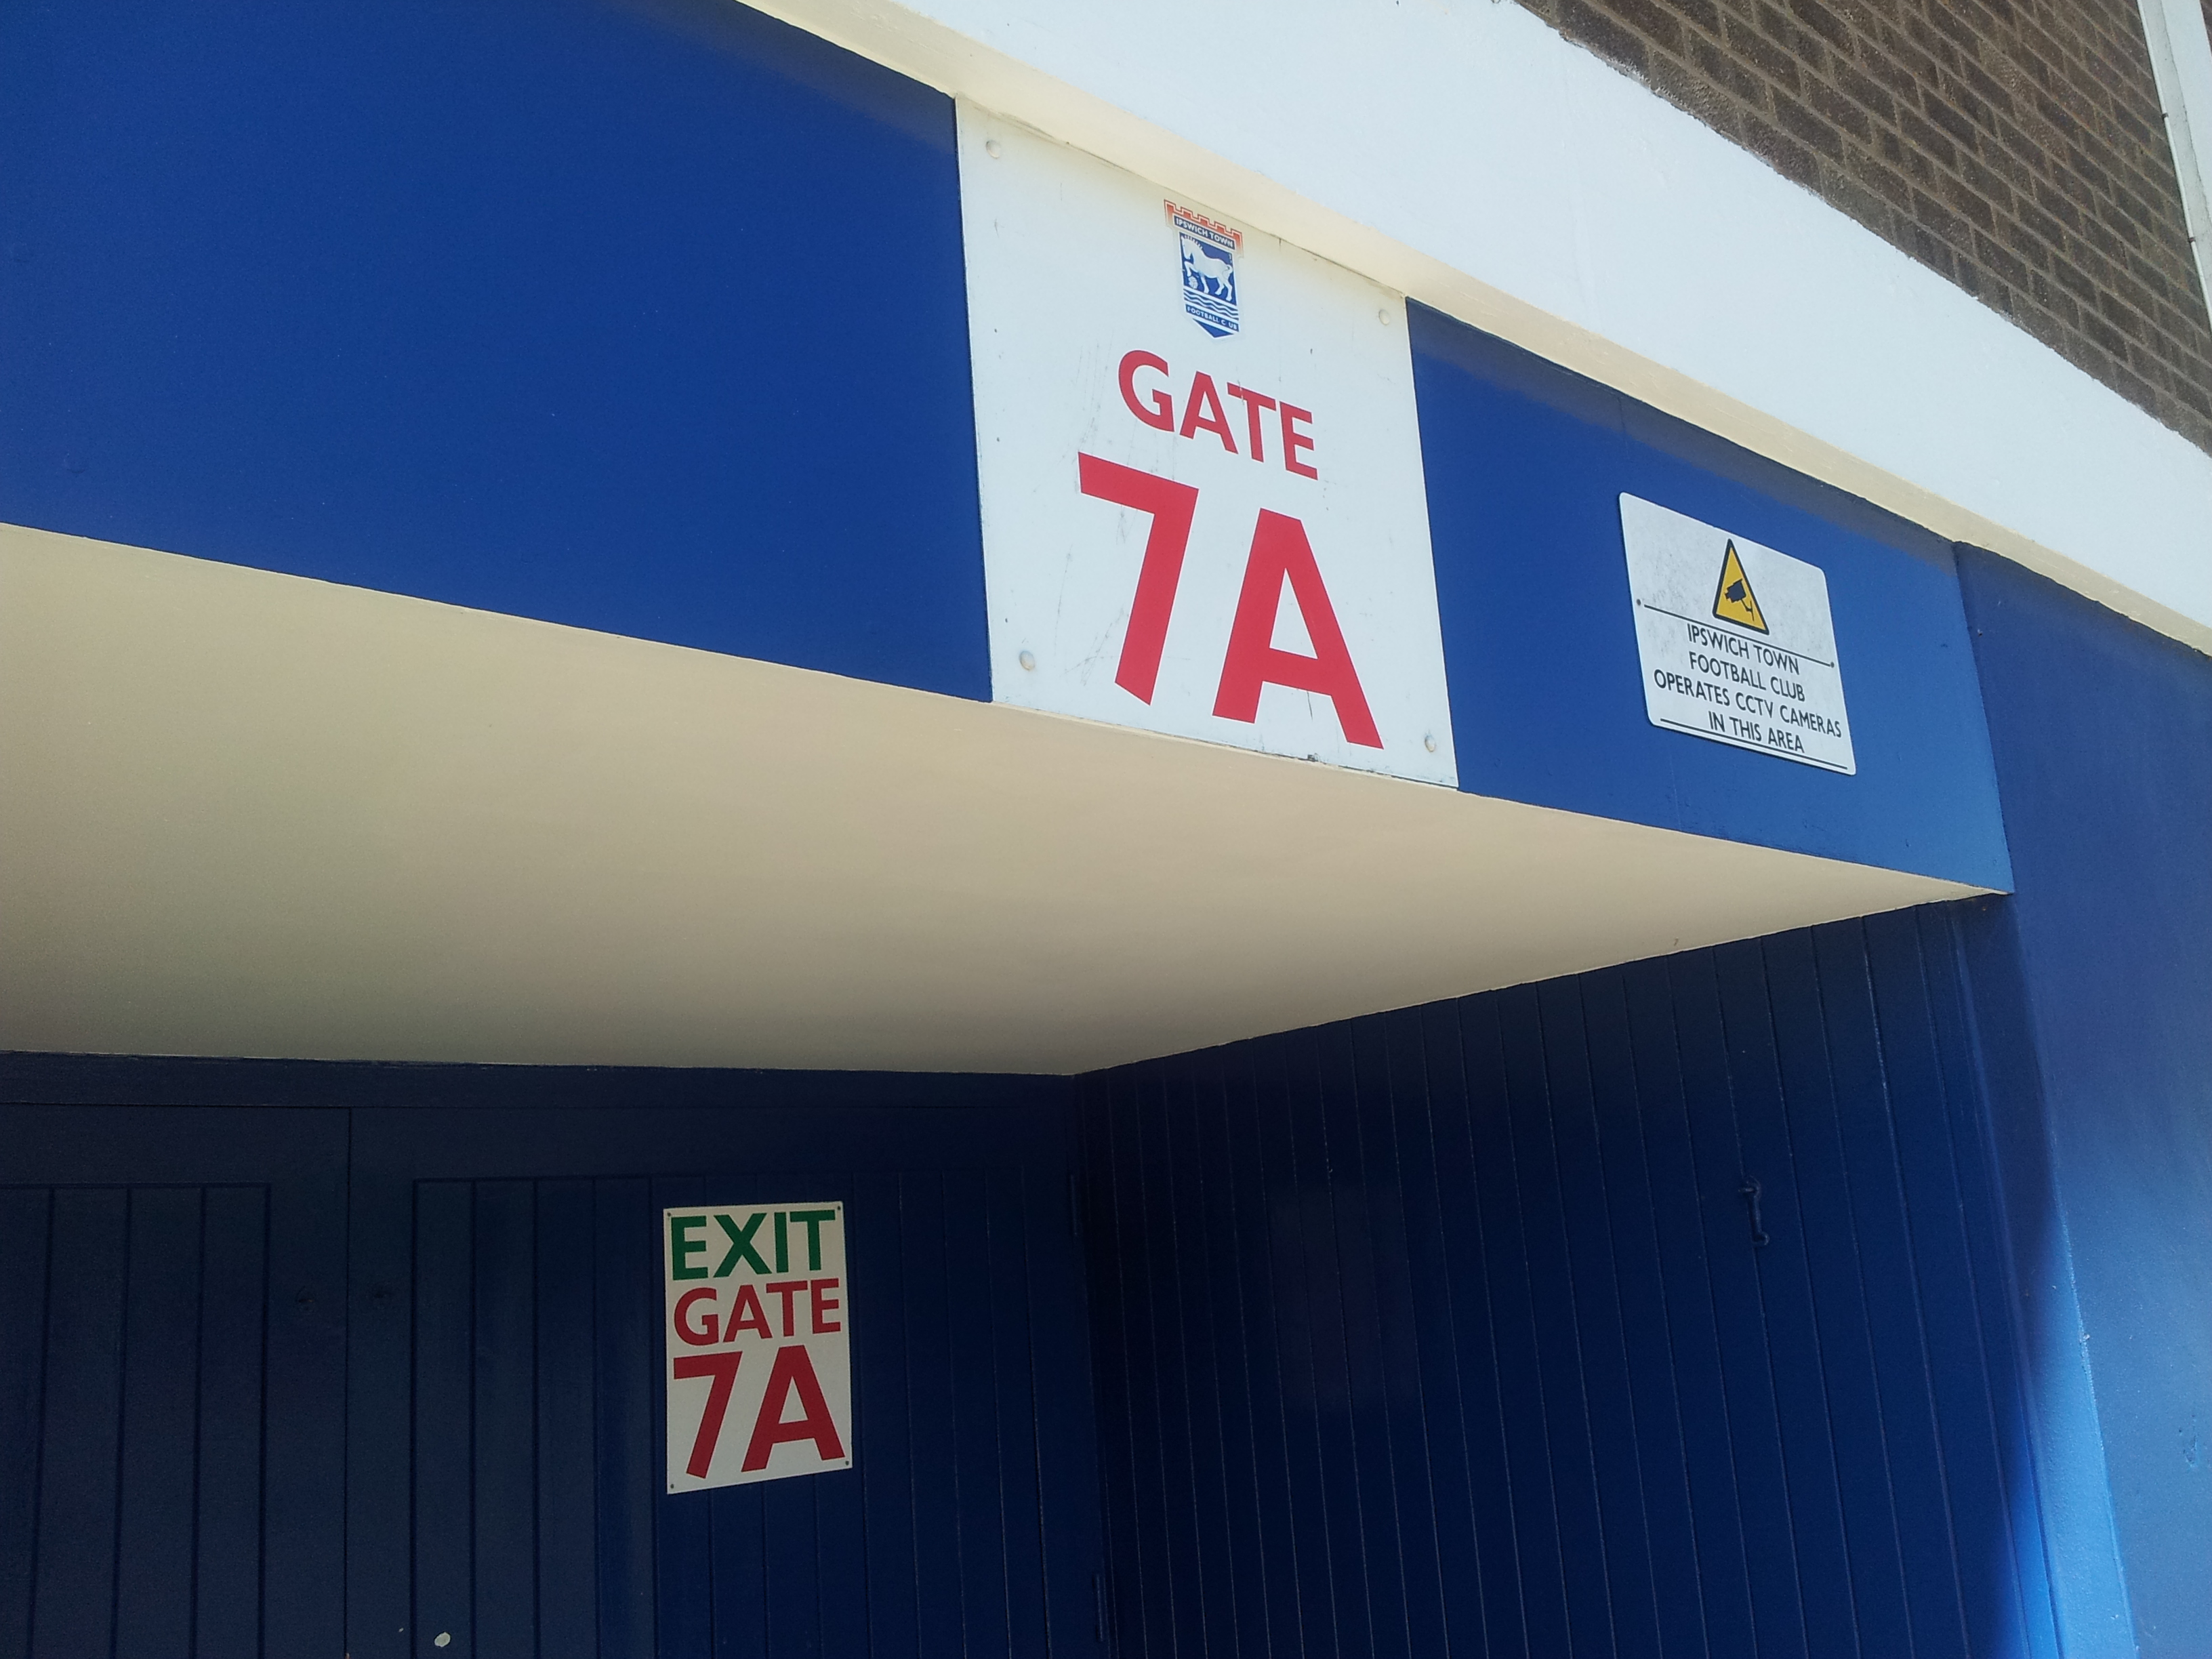 IPSWICH TOWN
FOOTBALL CLUB
GATE
7A
IPSWICH TOWN
FOOTBALL CLUB
OPERATES CCTV CAMERAS
IN THIS AREA
EXIT
GATE
7A